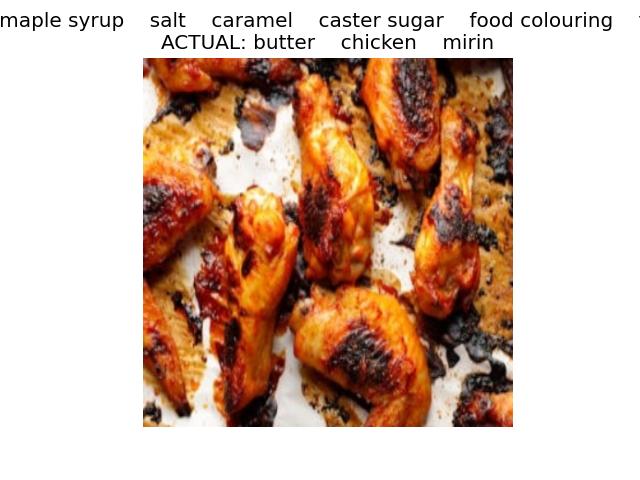 maple syrup salt caramel caster sugar food colouring
ACTUAL: butter chicken mirin